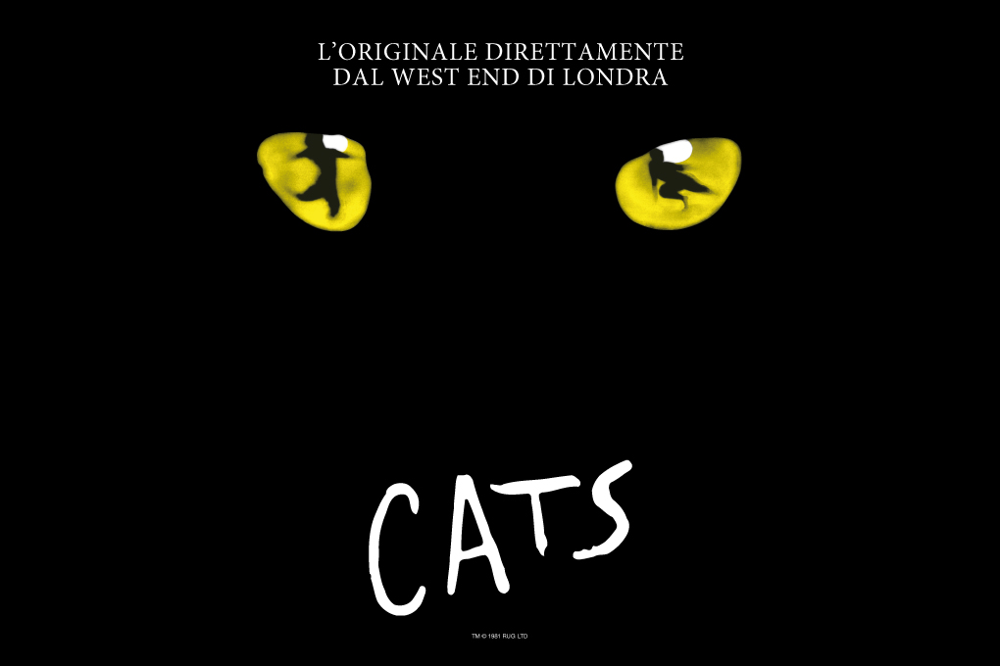 L’ORIGINALE DIRETTAMENTE
DAL WEST END DI LONDRA
CATS
TM © 1981 RUG LTD